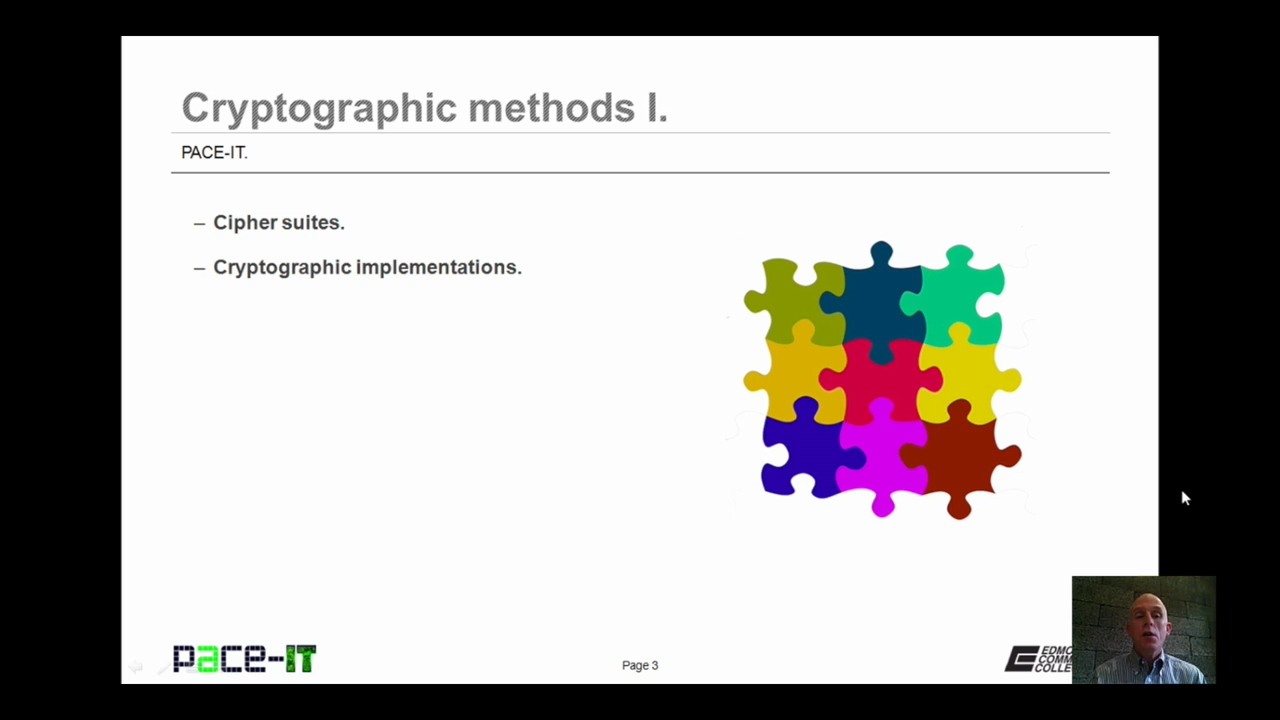 Cryptographic methods I.
PACE-IT.
– Cipher suites.
– Cryptographic implementations.
pace-IT
Page 3